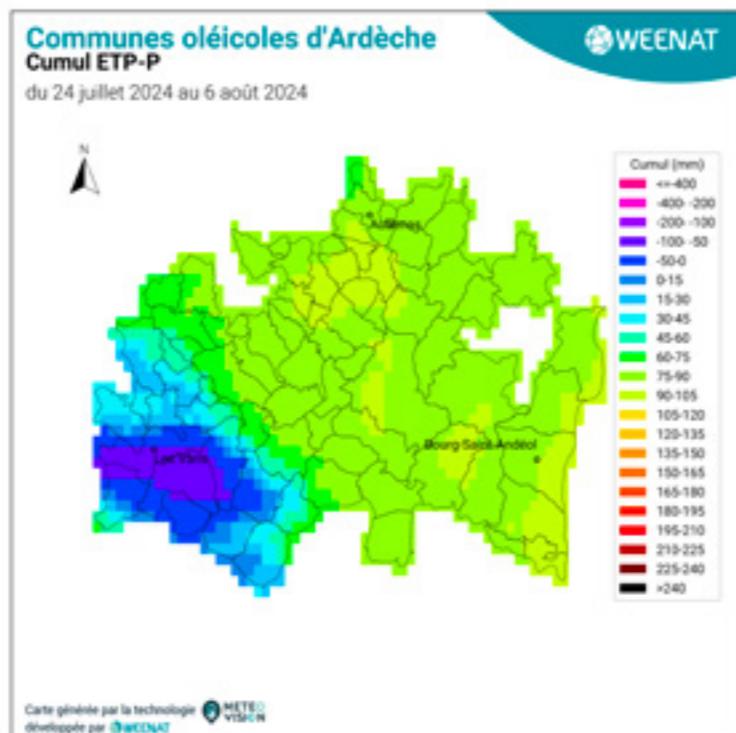 Communes oléicoles d'Ardèche
WEENAT
Cumul ETP-P
du 24 juillet 2024 au 6 août 2024
N
Cumul (mm)
<=-400
-400- -200
-200- -100
-100- -50
-50-0
0-15
15-30
30-45
45-60
60-75
75-90
90-105
105-120
120-135
135-150
150-165
165-180
180-195
195-210
210-225
225-240
>240
Bourg-Saint-Andéol
Les Vans
Carte générée par la technologie METEO
VISION
développée par WEENAT